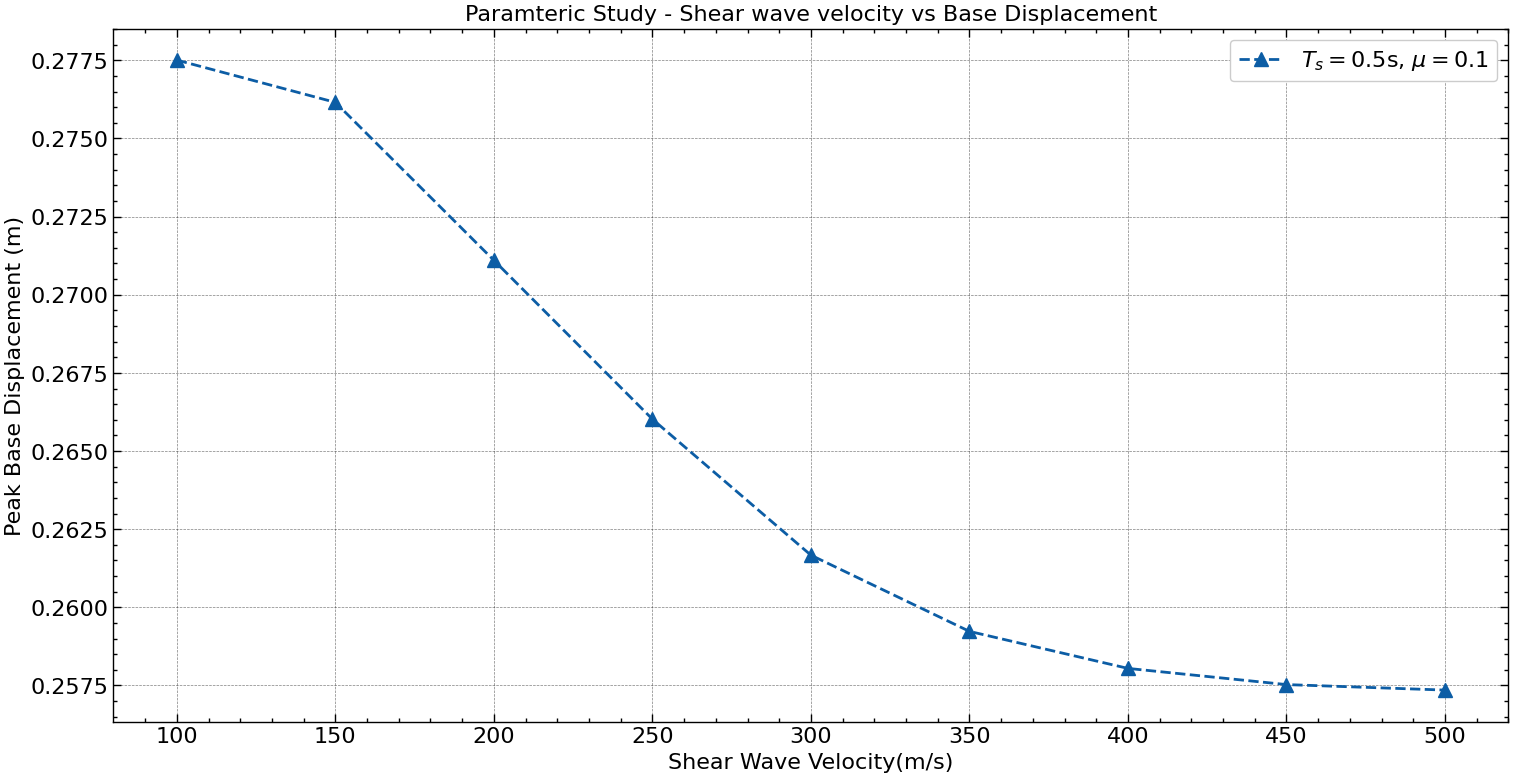 Paramteric Study - Shear wave velocity vs Base Displacement
T_s = 0.5s, μ = 0.1
Peak Base Displacement (m)
0.2775
0.2750
0.2725
0.2700
0.2675
0.2650
0.2625
0.2600
0.2575
100 150 200 250 300 350 400 450 500
Shear Wave Velocity(m/s)